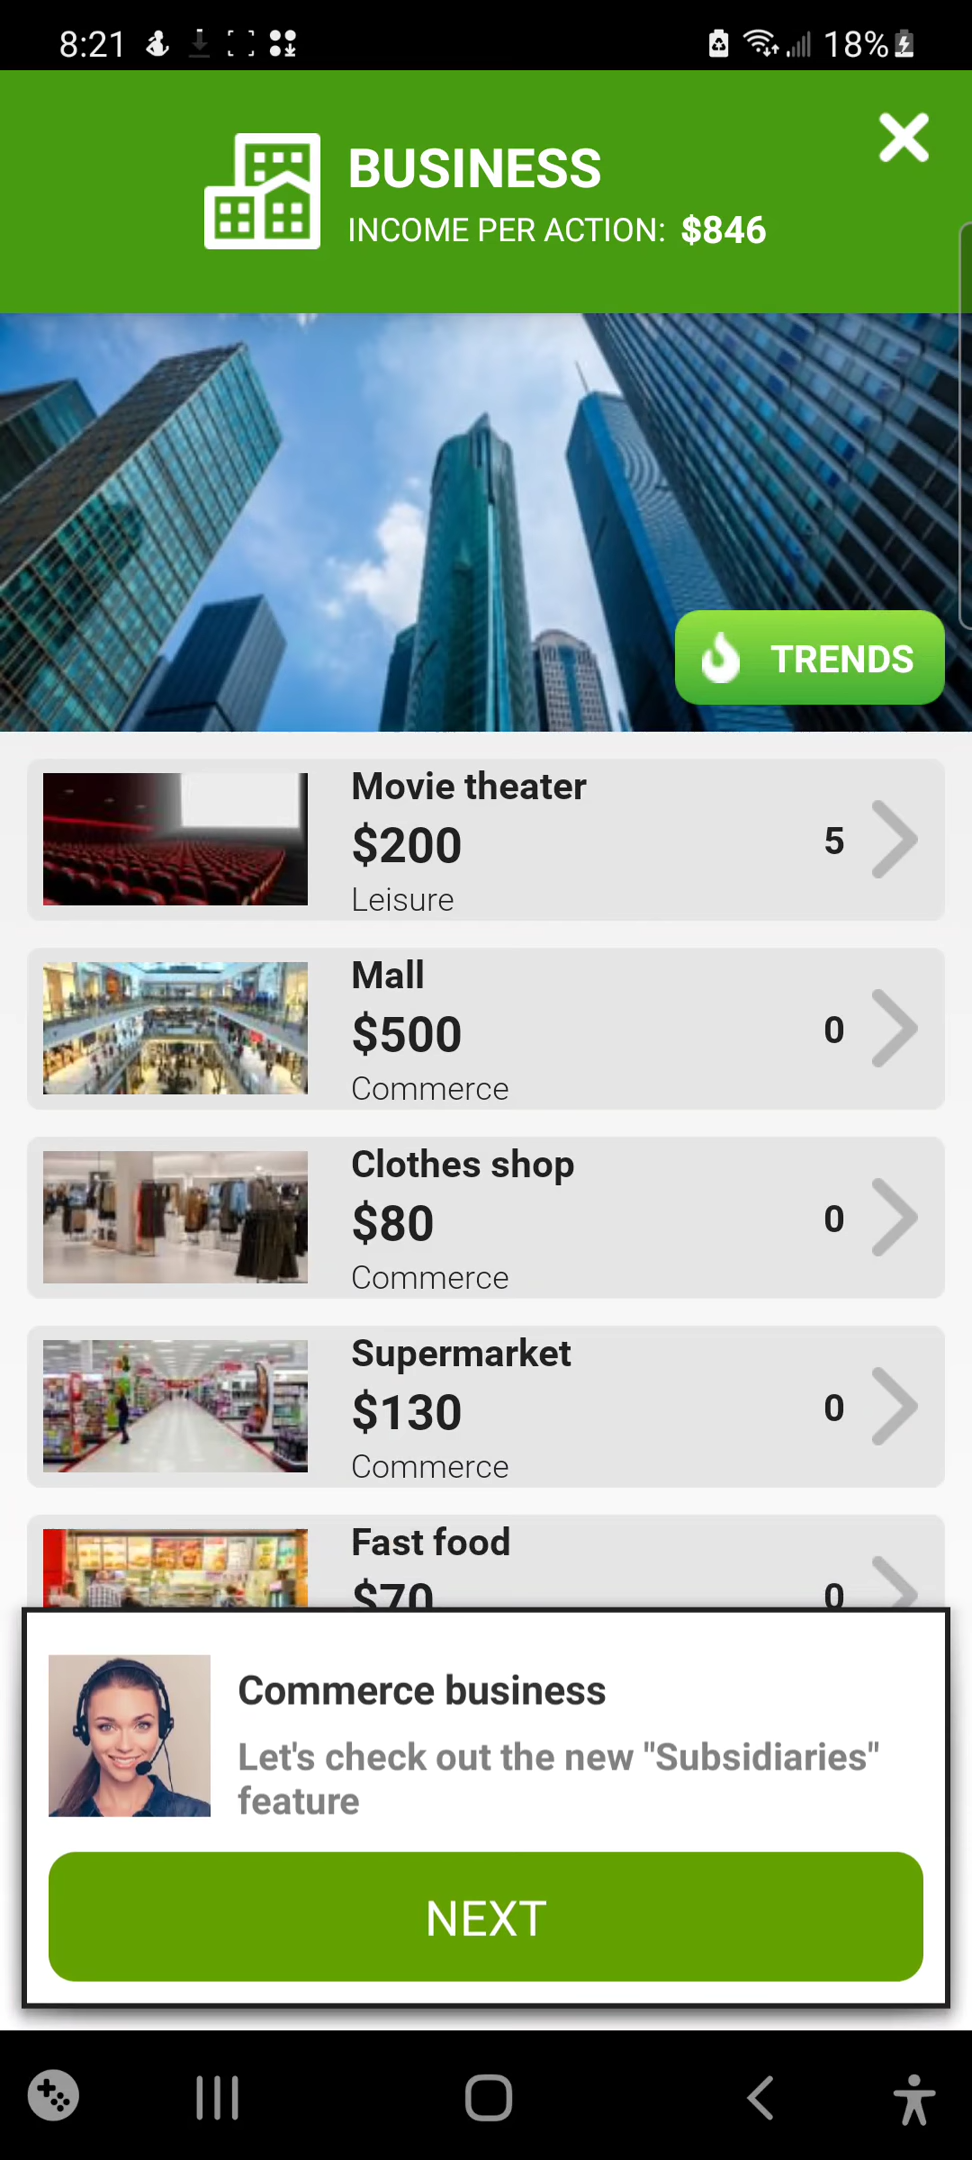 8:21
18%
BUSINESS
INCOME PER ACTION: $846
TRENDS
Movie theater
$200
5
Leisure
Mall
$500
0
Commerce
Clothes shop
$80
0
Commerce
Supermarket
$130
0
Commerce
Fast food
$70
0
Commerce business
Let's check out the new "Subsidiaries"
feature
NEXT